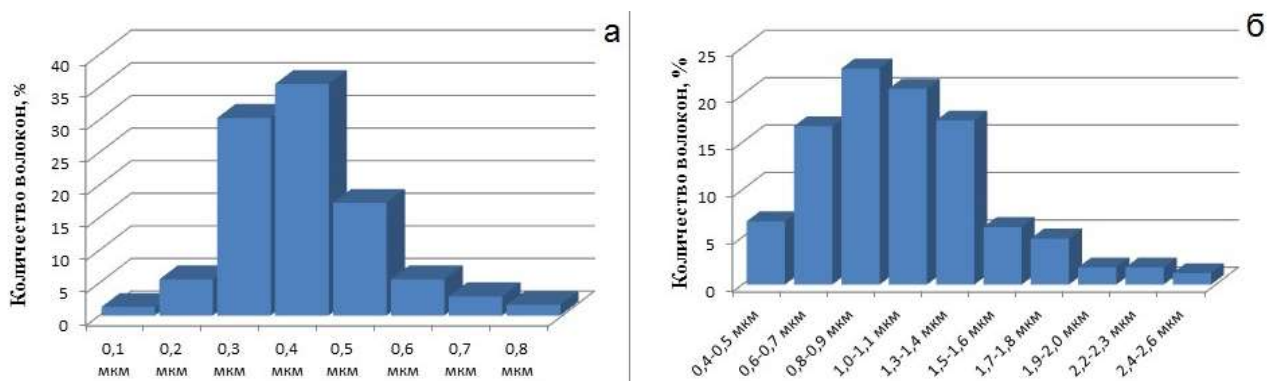 а
Количество волокон, %
40
35
30
25
20
15
10
5
0
0,1 мкм
0,2 мкм
0,3 мкм
0,4 мкм
0,5 мкм
0,6 мкм
0,7 мкм
0,8 мкм
б
Количество волокон, %
25
20
15
10
5
0
0,4-0,5 мкм
0,6-0,7 мкм
0,8-0,9 мкм
1,0-1,1 мкм
1,3-1,4 мкм
1,5-1,6 мкм
1,7-1,8 мкм
1,9-2,0 мкм
2,2-2,3 мкм
2,4-2,6 мкм